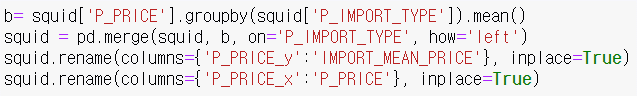 b= squid['P_PRICE'].groupby(squid['P_IMPORT_TYPE']).mean()
squid = pd.merge(squid, b, on='P_IMPORT_TYPE', how='left')
squid.rename(columns={'P_PRICE_y':'IMPORT_MEAN_PRICE'}, inplace=True)
squid.rename(columns={'P_PRICE_x':'P_PRICE'}, inplace=True)